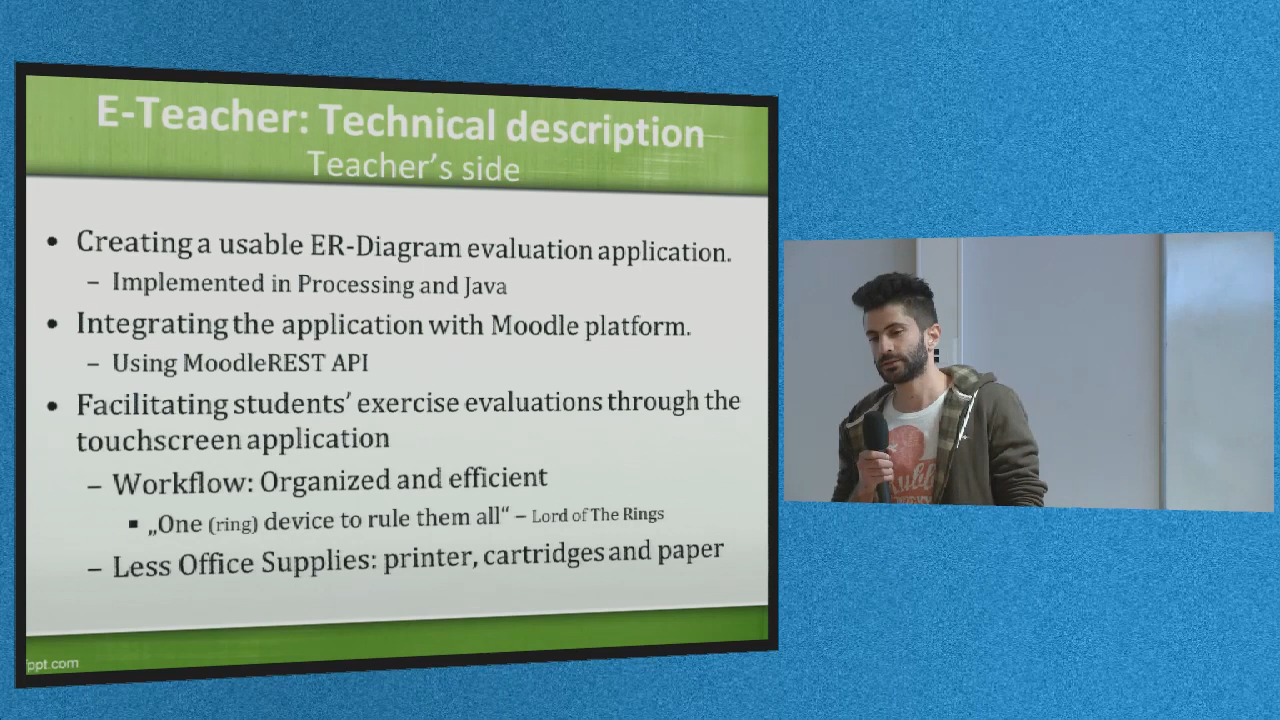 E-Teacher: Technical description
Teacher's side
• Creating a usable ER-Diagram evaluation application.
– Implemented in Processing and Java
• Integrating the application with Moodle platform.
– Using MoodleREST API
• Facilitating students' exercise evaluations through the
touchscreen application
– Workflow: Organized and efficient
▪ „One (ring) device to rule them all“ – Lord of The Rings
– Less Office Supplies: printer, cartridges and paper
ppt.com